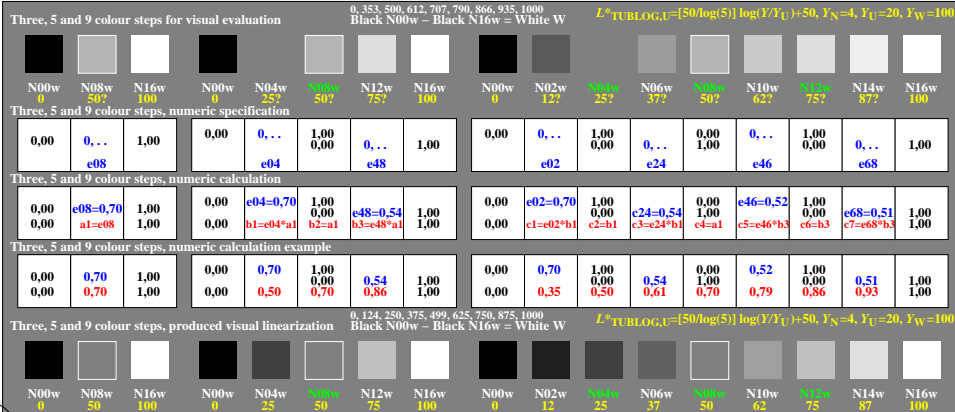 0, 353, 500, 612, 707, 790, 866, 935, 1000
Three, 5 and 9 colour steps for visual evaluation Black N00w – Black N16w = White W L*TUBLOG,U=[50/log(5)] log(Y/YU)+50, YN=4, YU=20, YW=100
N00w N08w N16w N00w N04w N08w N12w N16w N00w N02w N04w N06w N08w N10w N12w N14w N16w
0 50? 100 0 25? 50? 75? 100 0 12? 25? 37? 50? 62? 75? 87? 100
Three, 5 and 9 colour steps, numeric specification
0,00 0, . . 1,00 0,00 0, . . 1,00 0,00 0, . . 1,00 0,00 0, . . 1,00 0,00 0, . . 0,00 1,00 0, . . 1,00 0,00 0, . . 1,00
e08 e04 e48 e02 e24 e46 e68
Three, 5 and 9 colour steps, numeric calculation
0,00 e08=0,70 1,00 0,00 e04=0,70 1,00 0,00 e48=0,54 1,00 0,00 e02=0,70 1,00 0,00 c24=0,54 0,00 1,00 e46=0,52 1,00 0,00 e68=0,51 1,00
0,00 a1=e08 1,00 0,00 b1=e04*a1 b2=a1 b3=e48*a1 1,00 0,00 c1=e02*b1 c2=b1 c3=e24*b1 c4=a1 c5=e46*b3 c6=b3 c7=e68*b3 1,00
Three, 5 and 9 colour steps, numeric calculation example
0,00 0,70 1,00 0,00 0,70 1,00 0,00 0,54 1,00 0,00 0,70 1,00 0,00 0,54 0,00 1,00 0,52 1,00 0,00 0,51 1,00
0,00 0,70 1,00 0,00 0,50 0,70 0,86 1,00 0,00 0,35 0,50 0,61 0,70 0,79 0,86 0,93 1,00
0, 124, 250, 375, 499, 625, 750, 875, 1000
Three, 5 and 9 colour steps, produced visual linearization Black N00w – Black N16w = White W L*TUBLOG,U=[50/log(5)] log(Y/YU)+50, YN=4, YU=20, YW=100
N00w N08w N16w N00w N04w N08w N12w N16w N00w N02w N04w N06w N08w N10w N12w N14w N16w
0 50 100 0 25 50 75 100 0 12 25 37 50 62 75 87 100